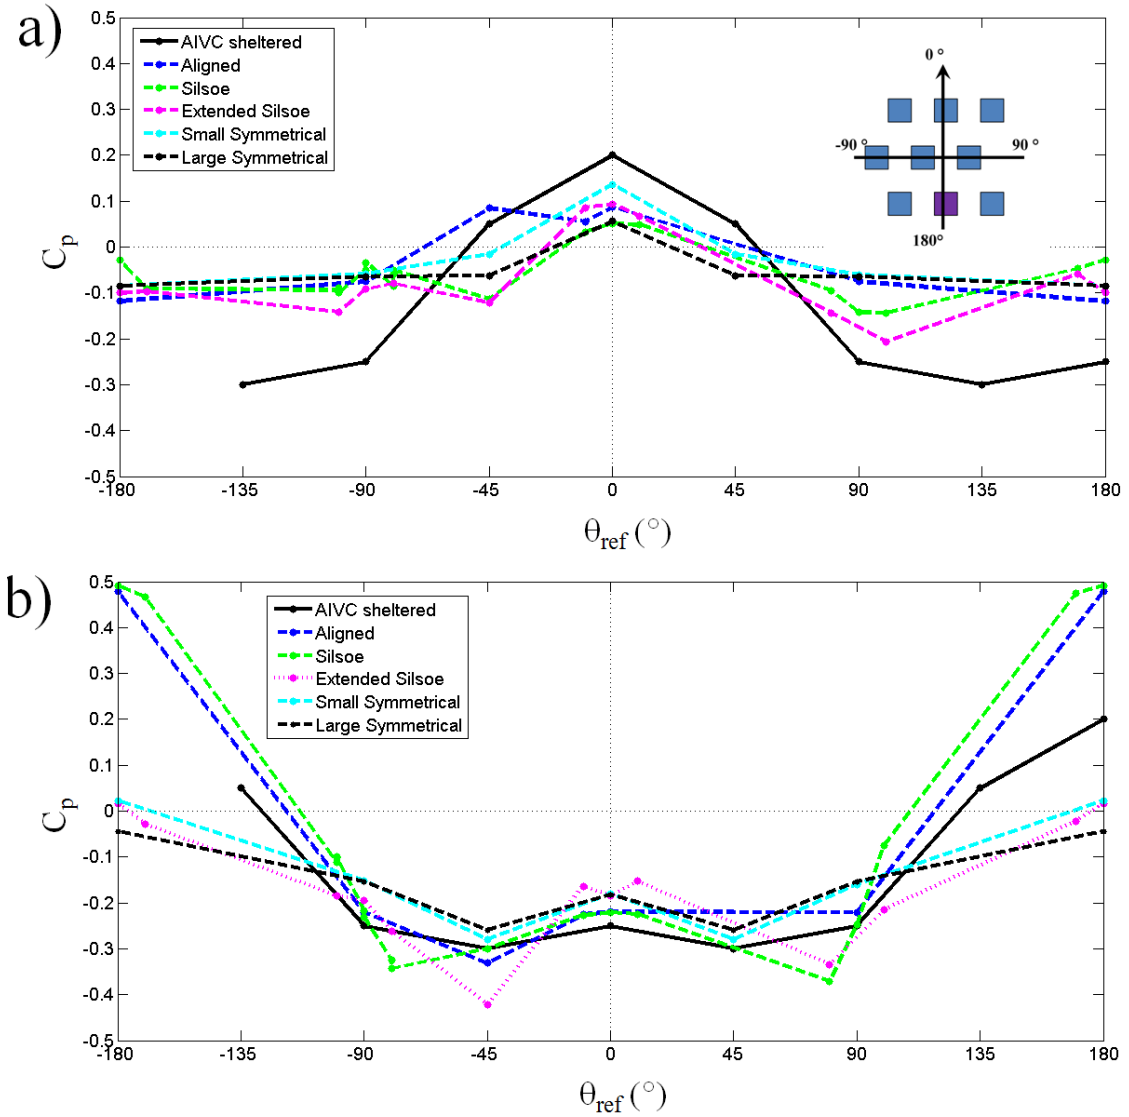 a)
0.5
0.4
0.3
0.2
0.1
0
-0.1
-0.2
-0.3
-0.4
-0.5
C_p
AIVC sheltered
Aligned
Silsoe
Extended Silsoe
Small Symmetrical
Large Symmetrical
0 °
-90 ° 90 °
180°
-180 -135 -90 -45 0 45 90 135 180
θ_ref (°)
b)
0.5
0.4
0.3
0.2
0.1
0
-0.1
-0.2
-0.3
-0.4
-0.5
C_p
AIVC sheltered
Aligned
Silsoe
Extended Silsoe
Small Symmetrical
Large Symmetrical
-180 -135 -90 -45 0 45 90 135 180
θ_ref (°)